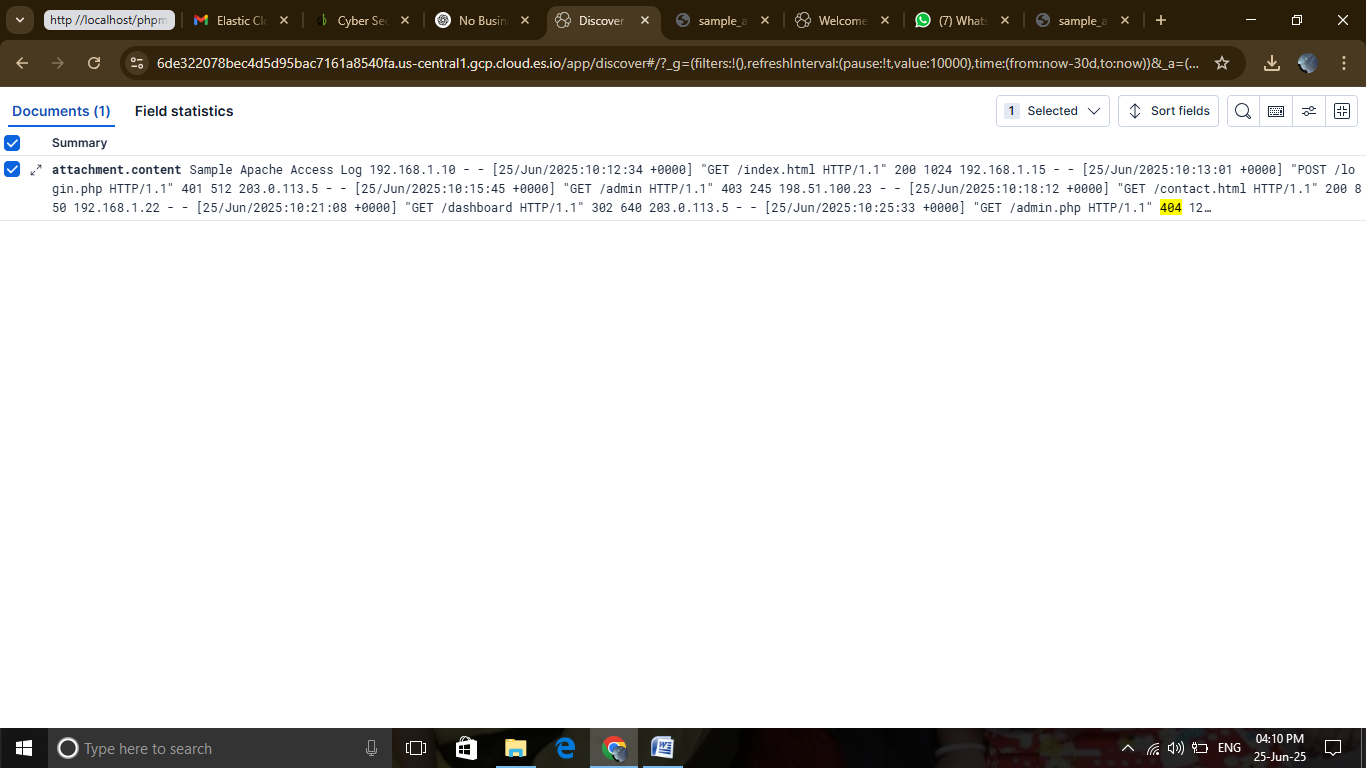 http://localhost/phpm
Elastic Cl
Cyber Sec
No Busin
Discover
sample_a
Welcome
(7) Whats
sample_a
6de322078bec4d5d95bac7161a8540fa.us-central1.gcp.cloud.es.io/app/discover#/?_g=(filters:!(),refreshInterval:(pause:!t,value:10000),time:(from:now-30d,to:now))&_a=(...
Documents (1)
Field statistics
1 Selected
Sort fields
Summary
attachment.content Sample Apache Access Log 192.168.1.10 - - [25/Jun/2025:10:12:34 +0000] "GET /index.html HTTP/1.1" 200 1024 192.168.1.15 - - [25/Jun/2025:10:13:01 +0000] "POST /lo
gin.php HTTP/1.1" 401 512 203.0.113.5 - - [25/Jun/2025:10:15:45 +0000] "GET /admin HTTP/1.1" 403 245 198.51.100.23 - - [25/Jun/2025:10:18:12 +0000] "GET /contact.html HTTP/1.1" 200 8
50 192.168.1.22 - - [25/Jun/2025:10:21:08 +0000] "GET /dashboard HTTP/1.1" 302 640 203.0.113.5 - - [25/Jun/2025:10:25:33 +0000] "GET /admin.php HTTP/1.1" 404 12…
Type here to search
ENG
04:10 PM
25-Jun-25